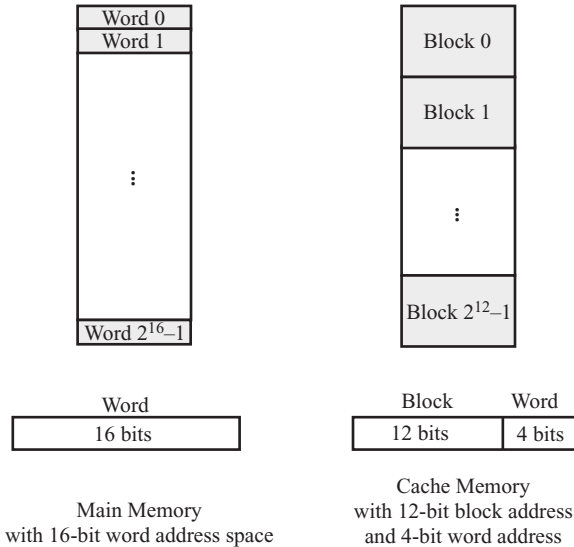 Word 0
Word 1
⋮
Word 2¹⁶–1
Word
16 bits
Main Memory
with 16-bit word address space
Block 0
Block 1
⋮
Block 2¹²–1
Block Word
12 bits 4 bits
Cache Memory
with 12-bit block address
and 4-bit word address